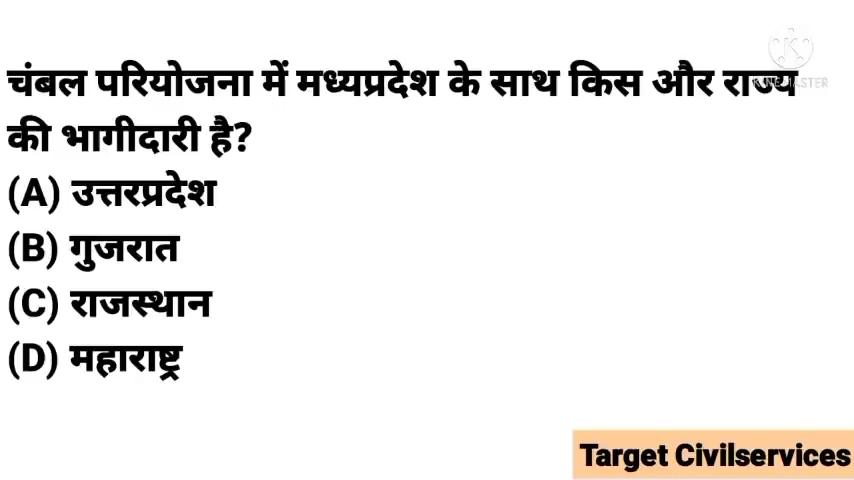 चंबल परियोजना में मध्यप्रदेश के साथ किस और राज्य
की भागीदारी है?
(A) उत्तरप्रदेश
(B) गुजरात
(C) राजस्थान
(D) महाराष्ट्र
Target Civilservices